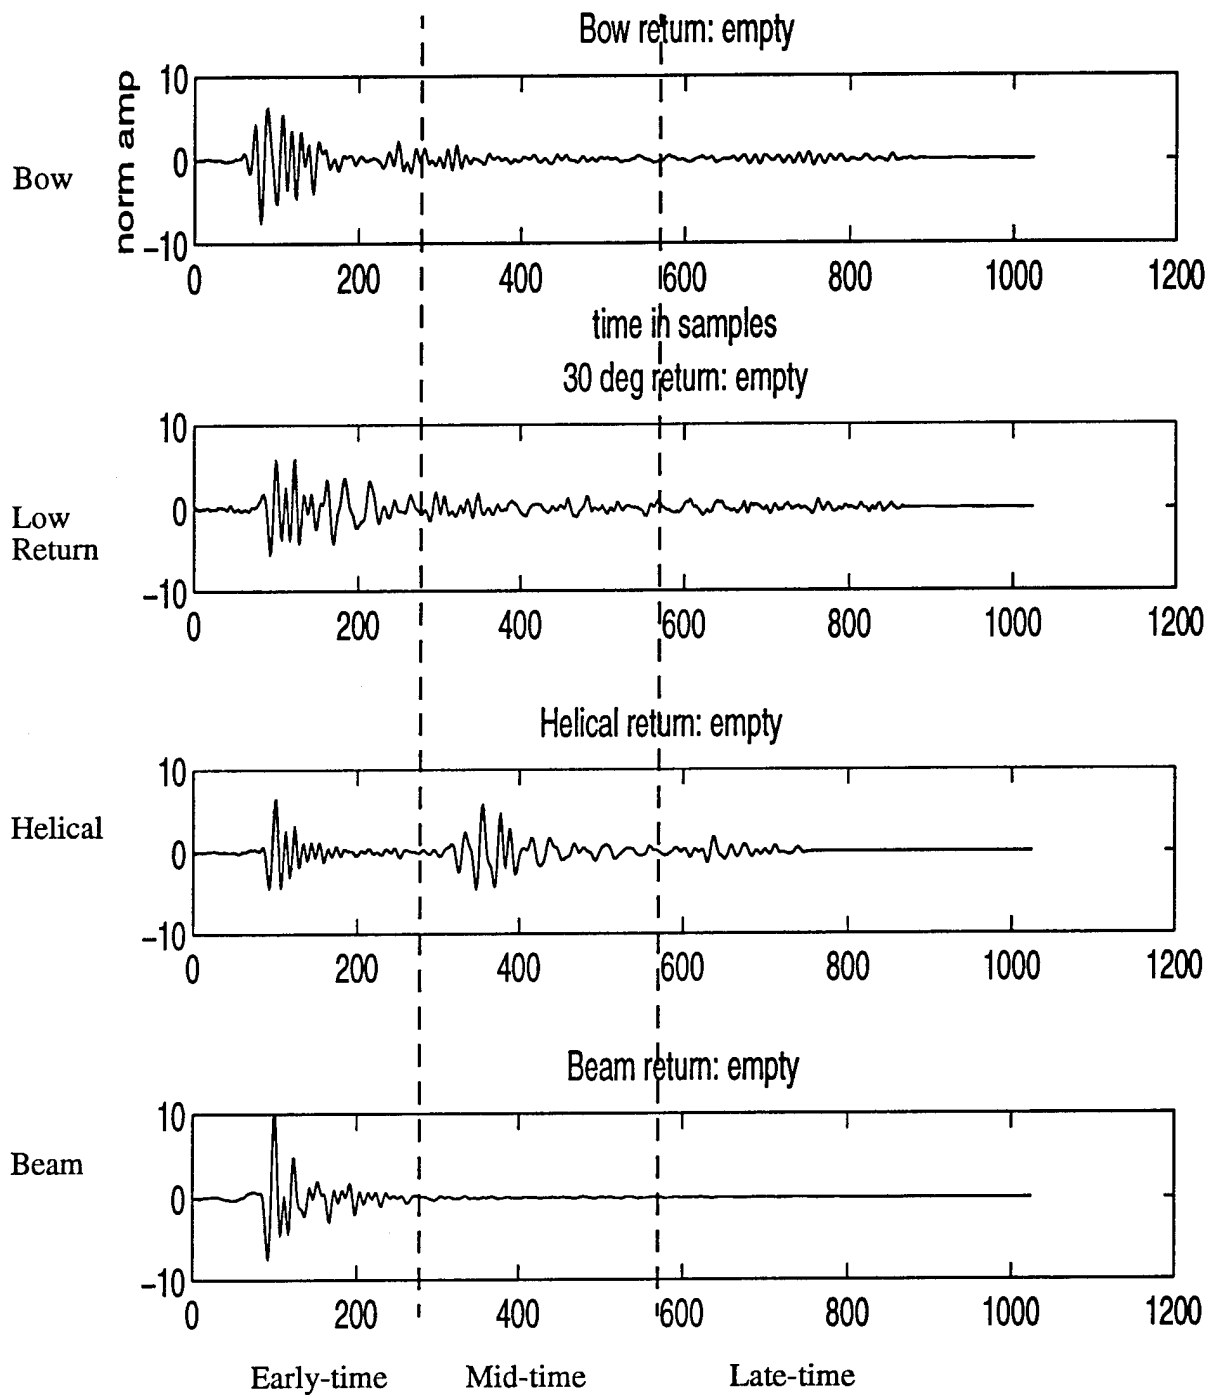 Bow return: empty
norm amp
Bow
10
0
−10
0 200 400 600 800 1000 1200
time in samples
30 deg return: empty
Low
Return
10
0
−10
0 200 400 600 800 1000 1200
Helical return: empty
Helical
10
0
−10
0 200 400 600 800 1000 1200
Beam return: empty
Beam
10
0
−10
0 200 400 600 800 1000 1200
Early-time Mid-time Late-time